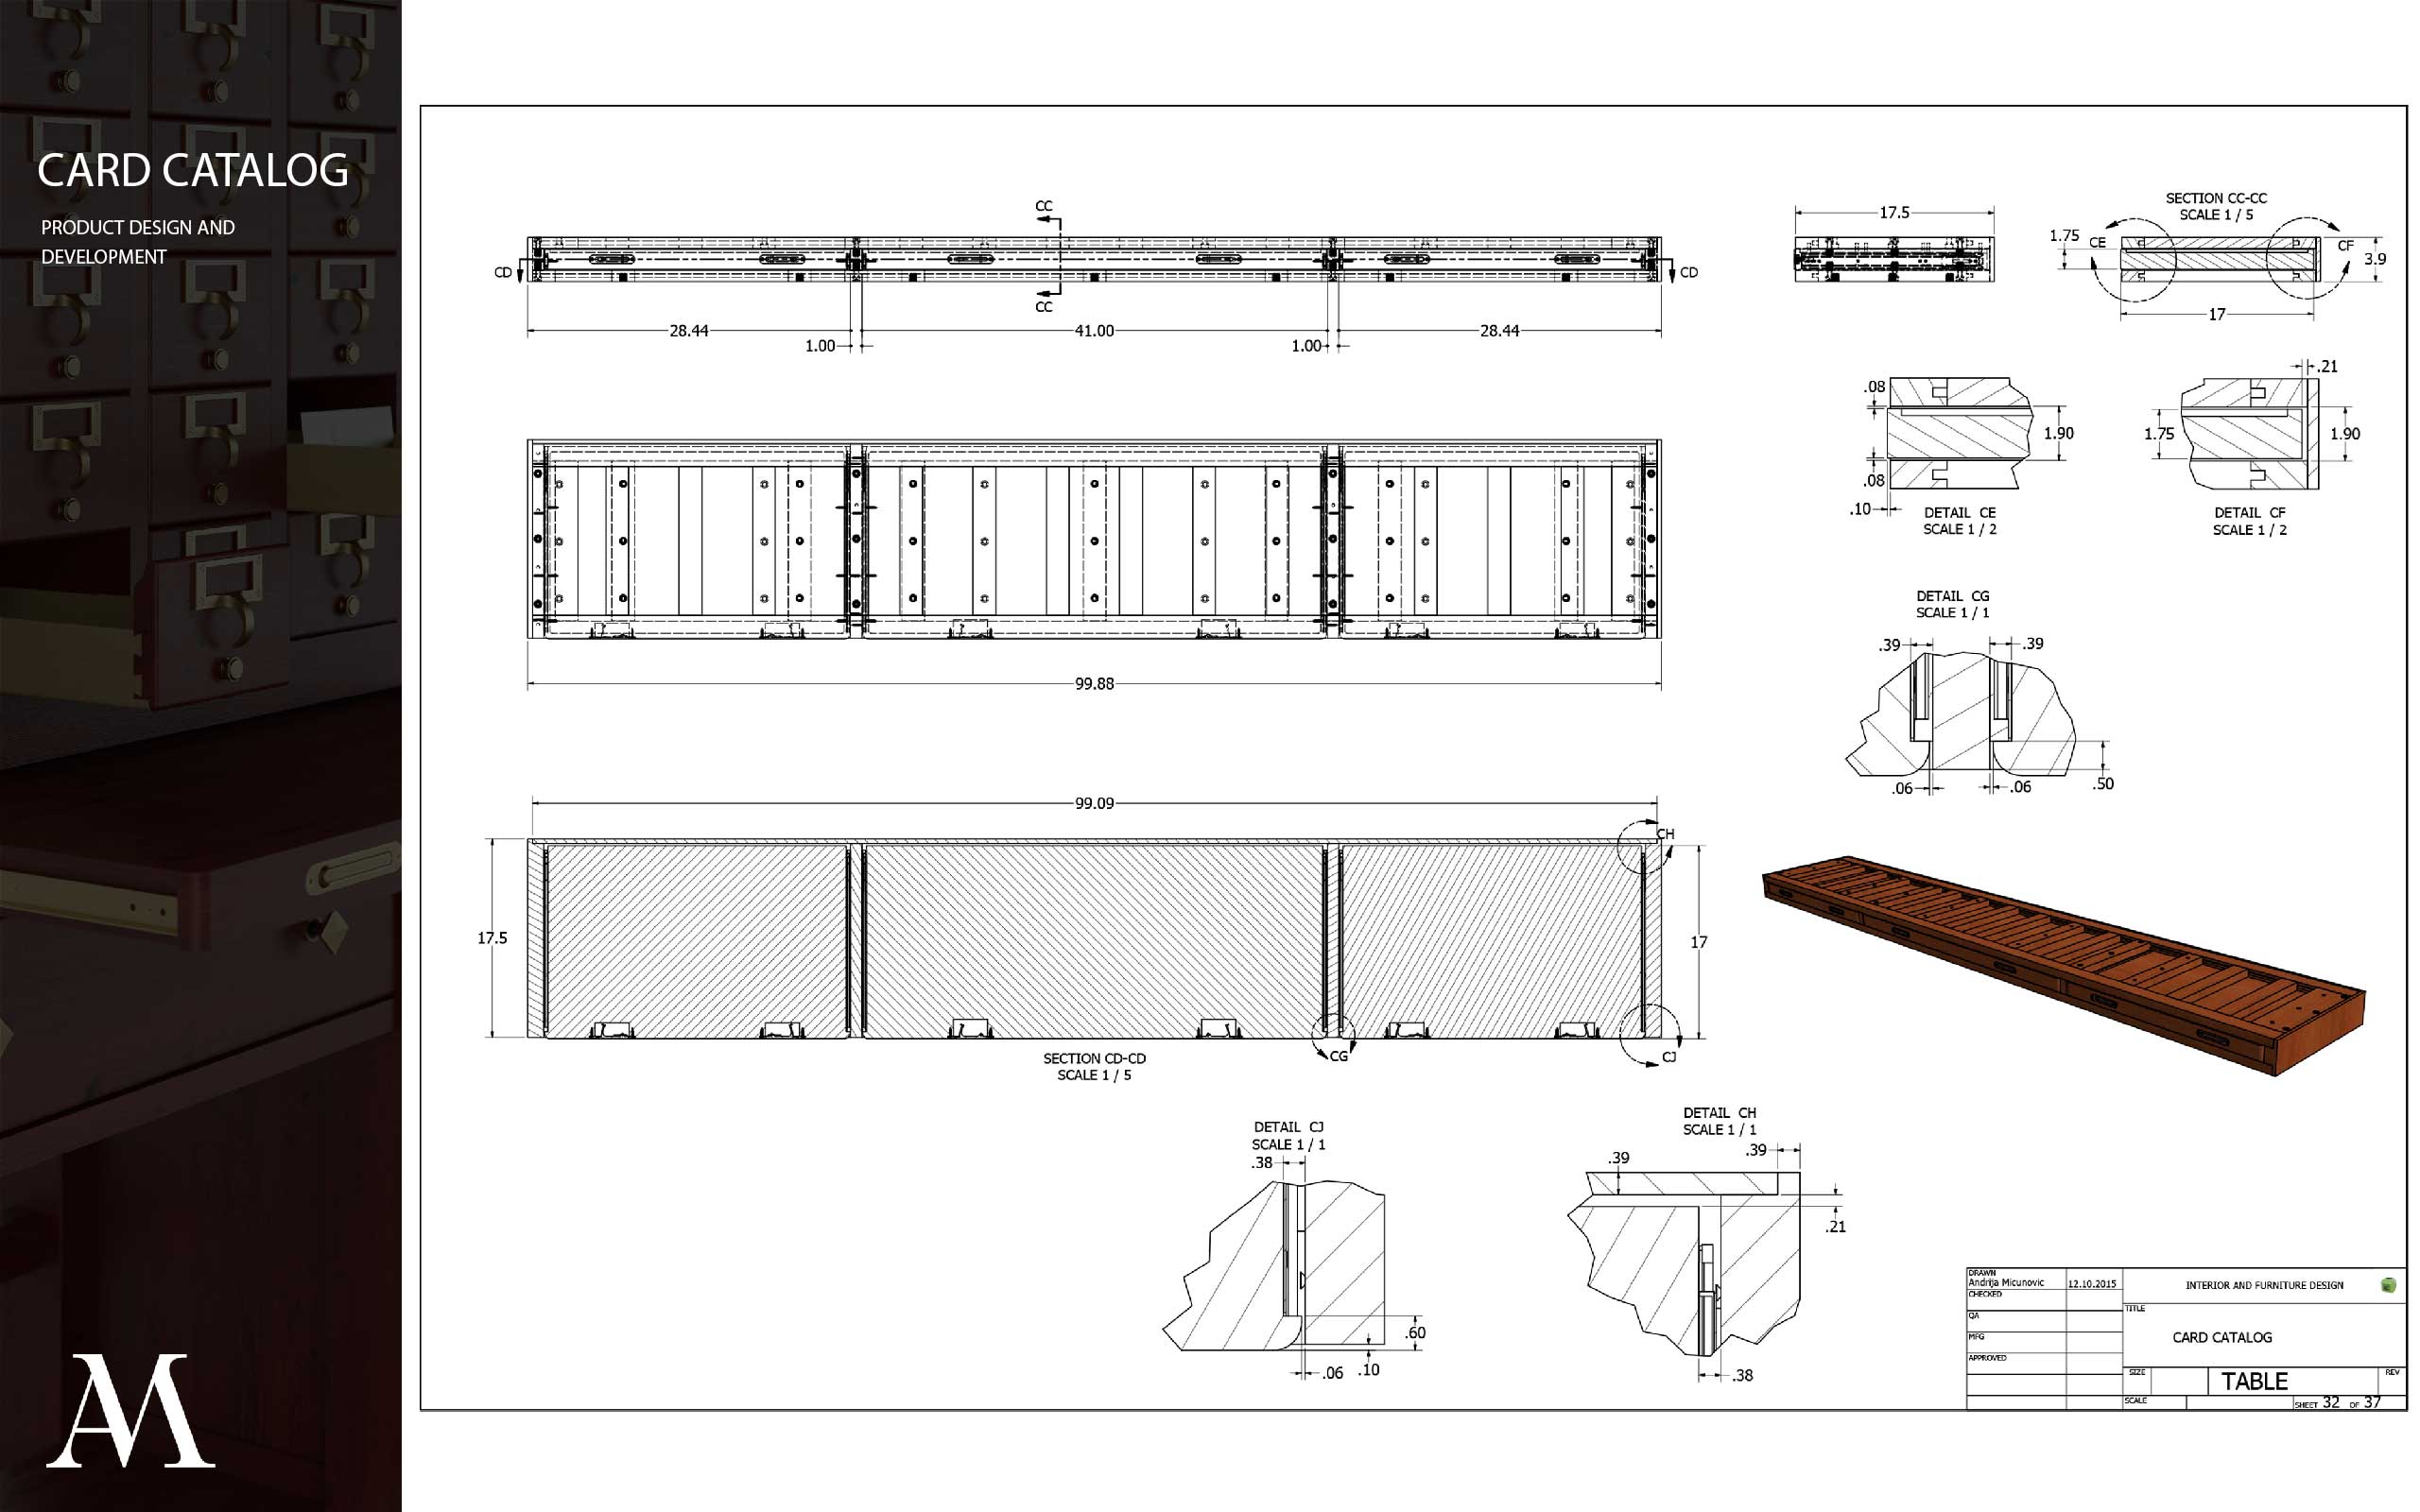 CARD CATALOG
PRODUCT DESIGN AND
DEVELOPMENT
AM
CC
CD
CD
CC
28.44
41.00
28.44
1.00
1.00
17.5
SECTION CC-CC
SCALE 1 / 5
1.75
CE
CF
3.9
17
.08
1.90
.08
.10
DETAIL CE
SCALE 1 / 2
.21
1.75
1.90
DETAIL CF
SCALE 1 / 2
99.88
DETAIL CG
SCALE 1 / 1
.39
.39
.06
.06
.50
99.09
CH
17.5
17
CG
CJ
SECTION CD-CD
SCALE 1 / 5
DETAIL CJ
SCALE 1 / 1
.38
.60
.06
.10
DETAIL CH
SCALE 1 / 1
.39
.39
.21
.38
DRAWN
Andrija Micunovic
12.10.2015
CHECKED
QA
MFG
APPROVED
INTERIOR AND FURNITURE DESIGN
TITLE
CARD CATALOG
SIZE
TABLE
REV
SCALE
SHEET 32 OF 37